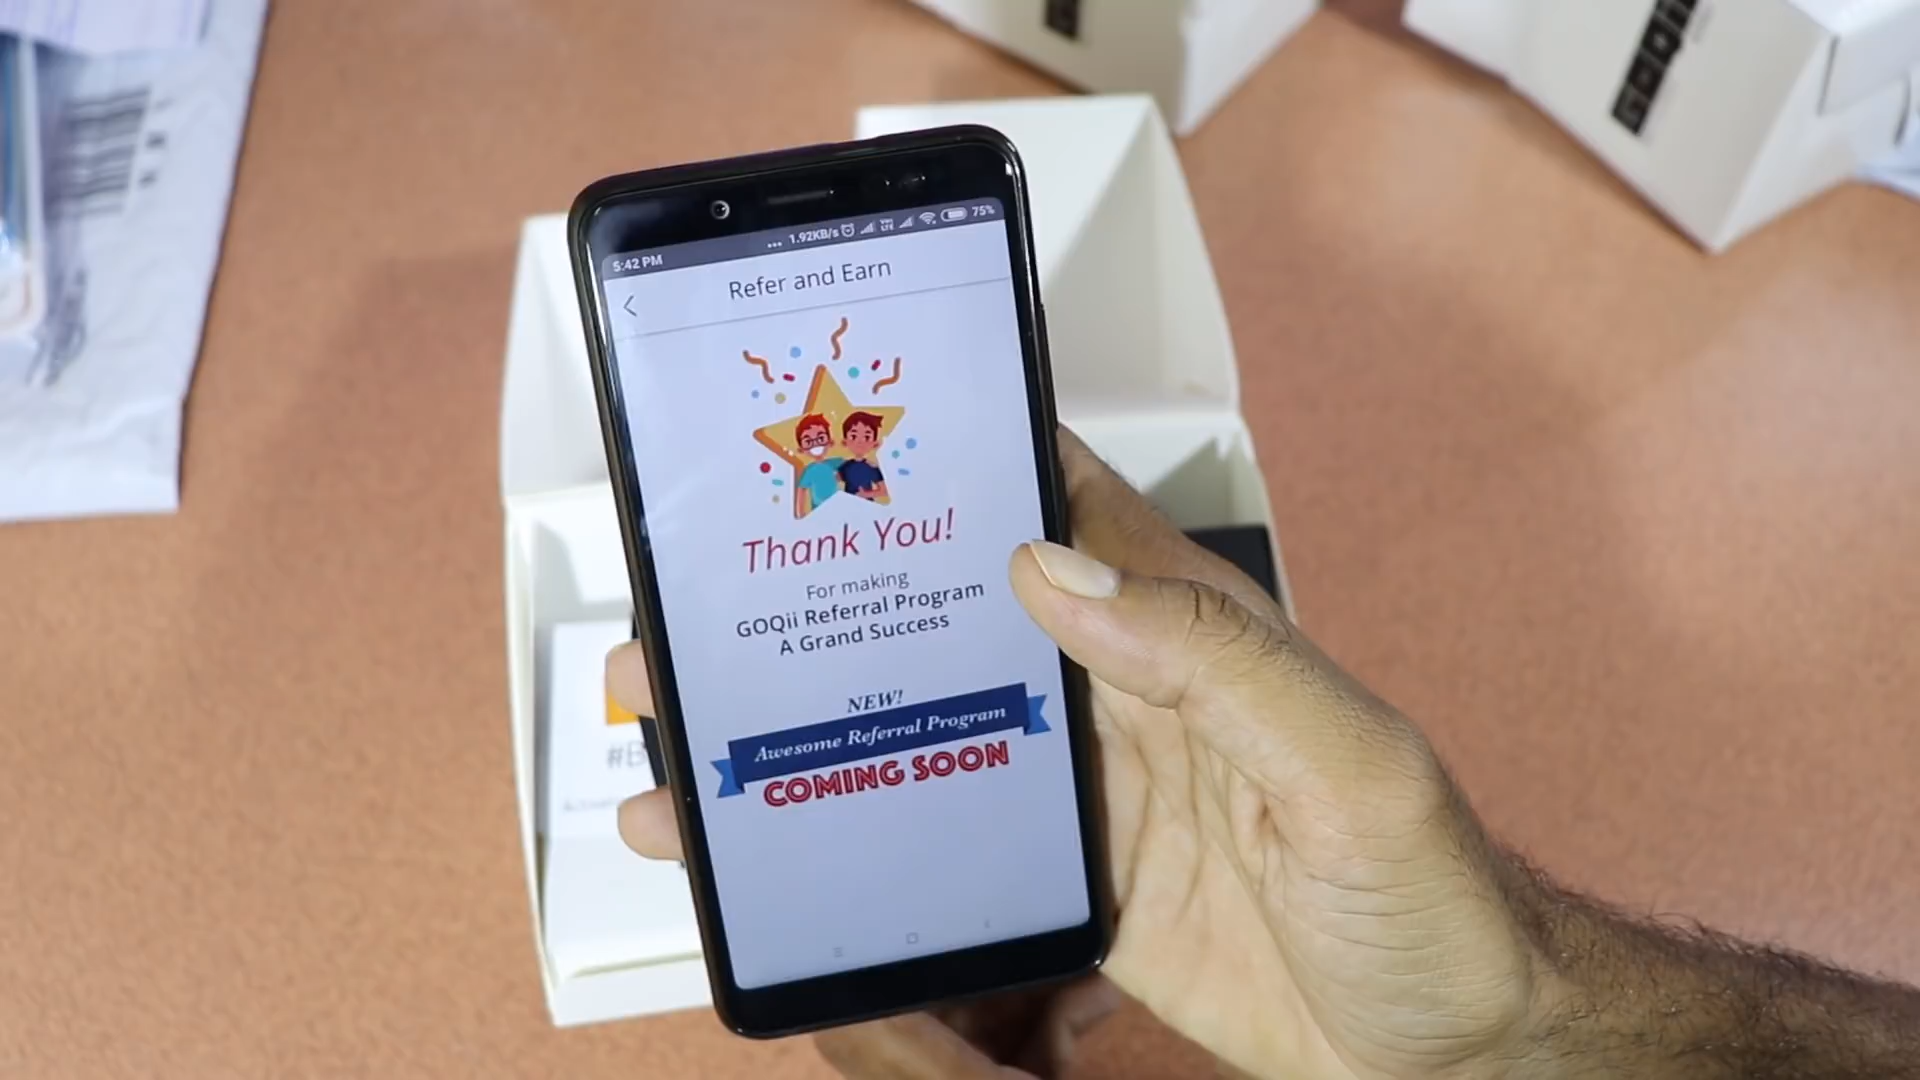 5:42 PM
1.92KB/s
75%
Refer and Earn
Thank You!
For making
GOQii Referral Program
A Grand Success
NEW!
Awesome Referral Program
COMING SOON
#B